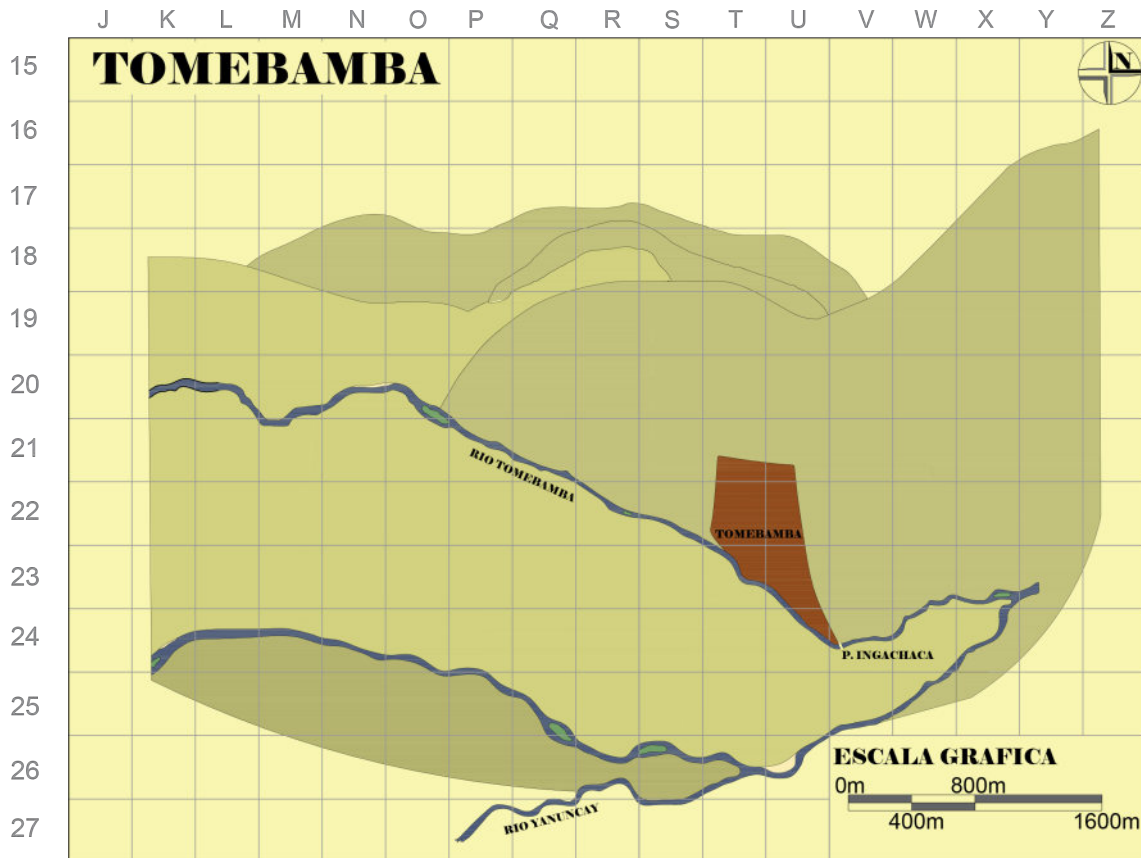 J K L M N O P Q R S T U V W X Y Z
15
TOMEBAMBA
N
16
17
18
19
20
21
RIO TOMEBAMBA
22
TOMEBAMBA
23
24
P. INGACHACA
25
26
ESCALA GRAFICA
0m 800m
400m 1600m
27
RIO YANUNCAY